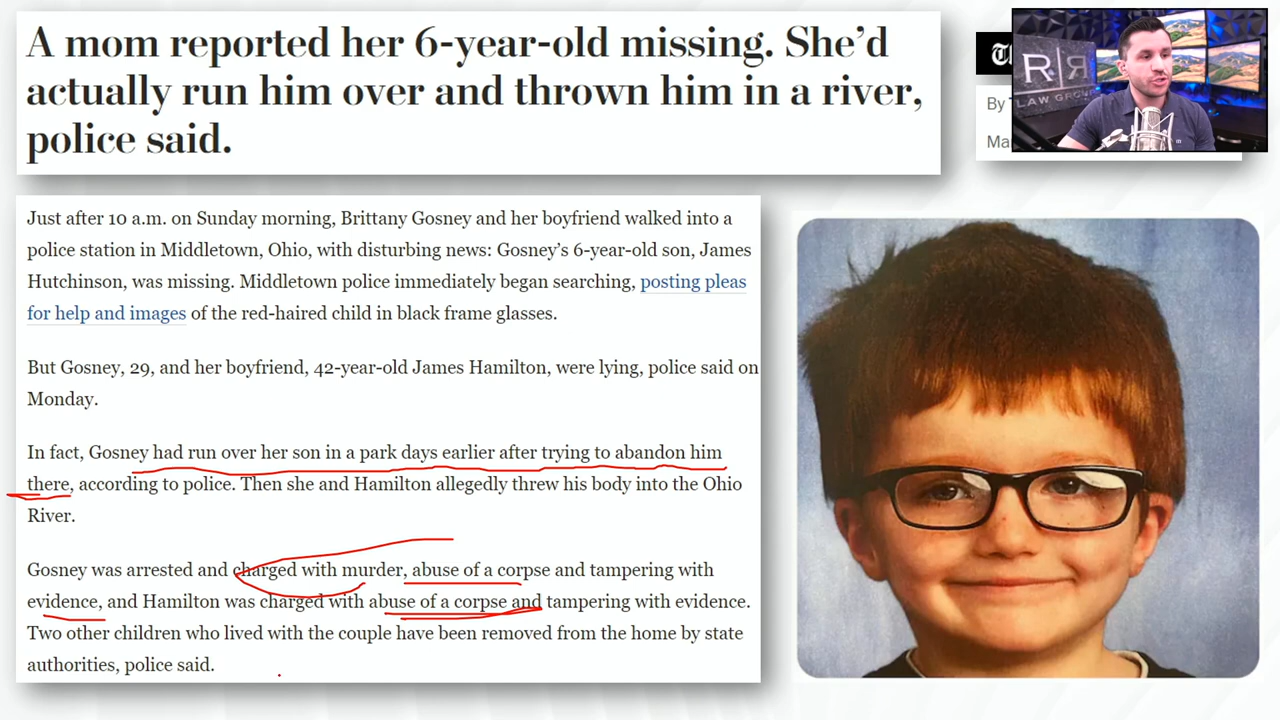 A mom reported her 6-year-old missing. She’d
actually run him over and thrown him in a river,
police said.
By
Ma
R|R
LAW GROUP
Just after 10 a.m. on Sunday morning, Brittany Gosney and her boyfriend walked into a
police station in Middletown, Ohio, with disturbing news: Gosney’s 6-year-old son, James
Hutchinson, was missing. Middletown police immediately began searching, posting pleas
for help and images of the red-haired child in black frame glasses.
But Gosney, 29, and her boyfriend, 42-year-old James Hamilton, were lying, police said on
Monday.
In fact, Gosney had run over her son in a park days earlier after trying to abandon him
there, according to police. Then she and Hamilton allegedly threw his body into the Ohio
River.
Gosney was arrested and charged with murder, abuse of a corpse and tampering with
evidence, and Hamilton was charged with abuse of a corpse and tampering with evidence.
Two other children who lived with the couple have been removed from the home by state
authorities, police said.